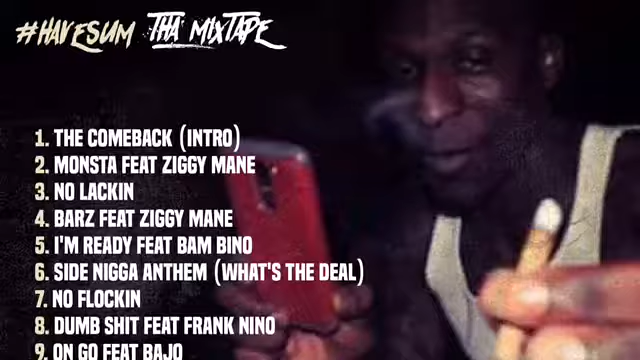 #HAVESUM THA MIXTAPE
1. THE COMEBACK (INTRO)
2. MONSTA FEAT ZIGGY MANE
3. NO LACKIN
4. BARZ FEAT ZIGGY MANE
5. I'M READY FEAT BAM BINO
6. SIDE NIGGA ANTHEM (WHAT'S THE DEAL)
7. NO FLOCKIN
8. DUMB SHIT FEAT FRANK NINO
9. ON GO FEAT BAJO